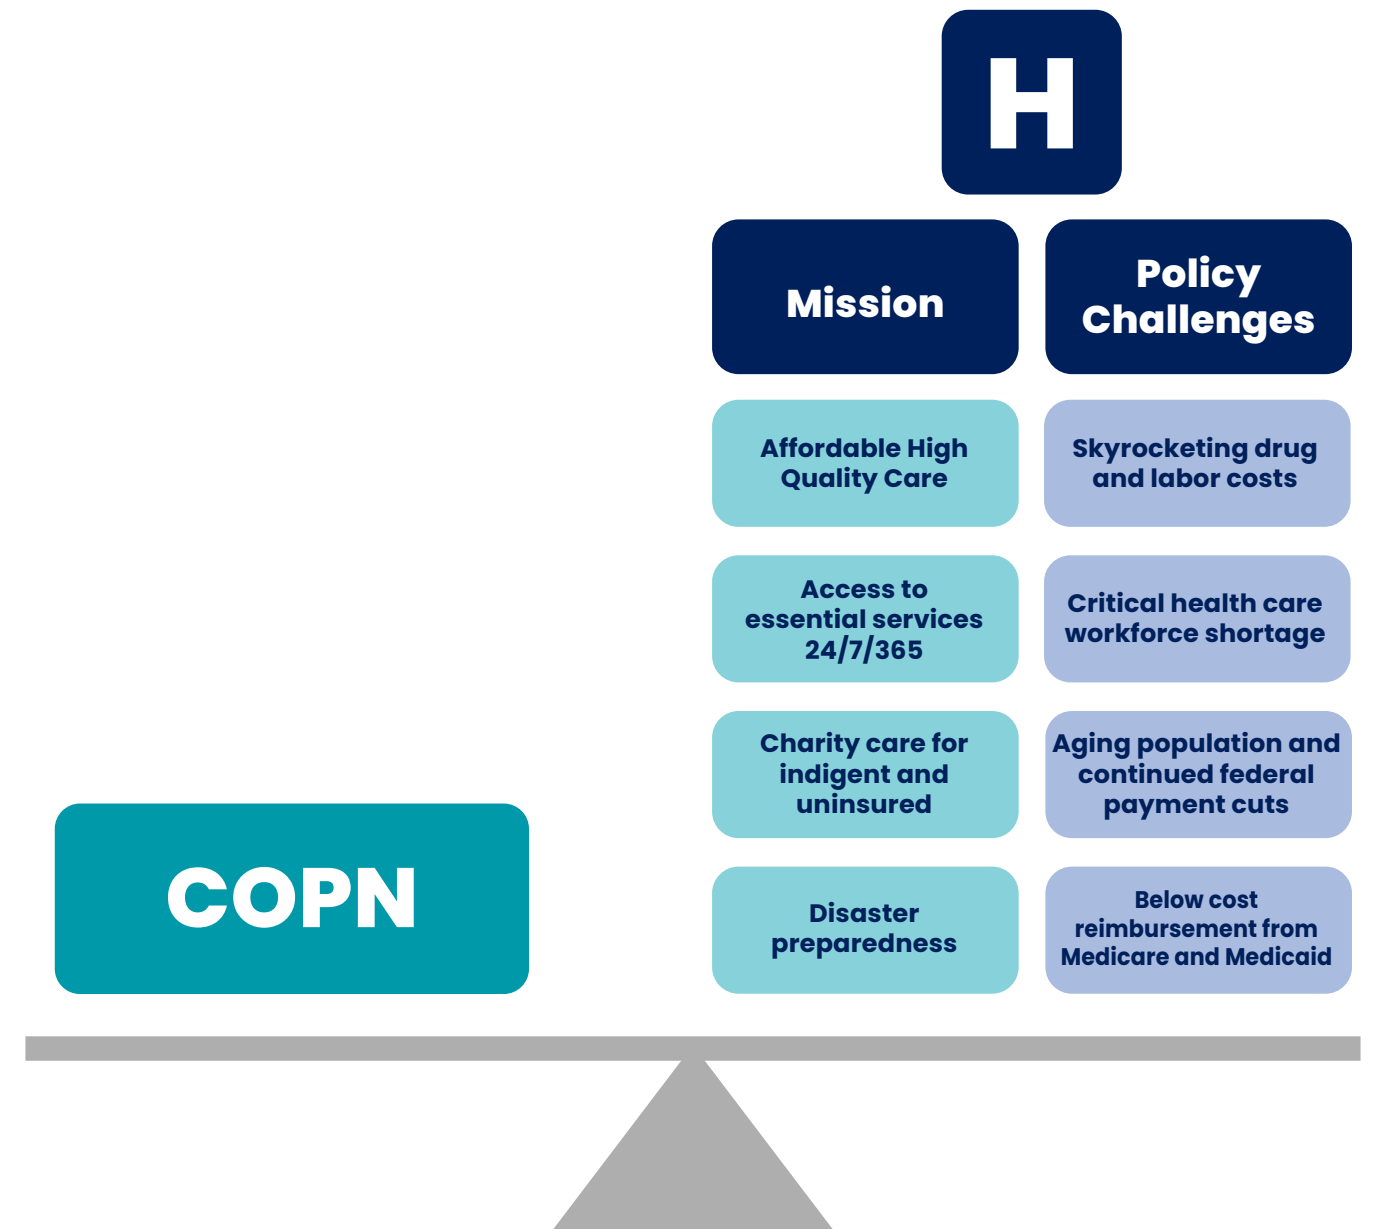 H
Mission
Policy
Challenges
Affordable High
Quality Care
Skyrocketing drug
and labor costs
Access to
essential services
24/7/365
Critical health care
workforce shortage
Charity care for
indigent and
uninsured
Aging population and
continued federal
payment cuts
COPN
Disaster
preparedness
Below cost
reimbursement from
Medicare and Medicaid